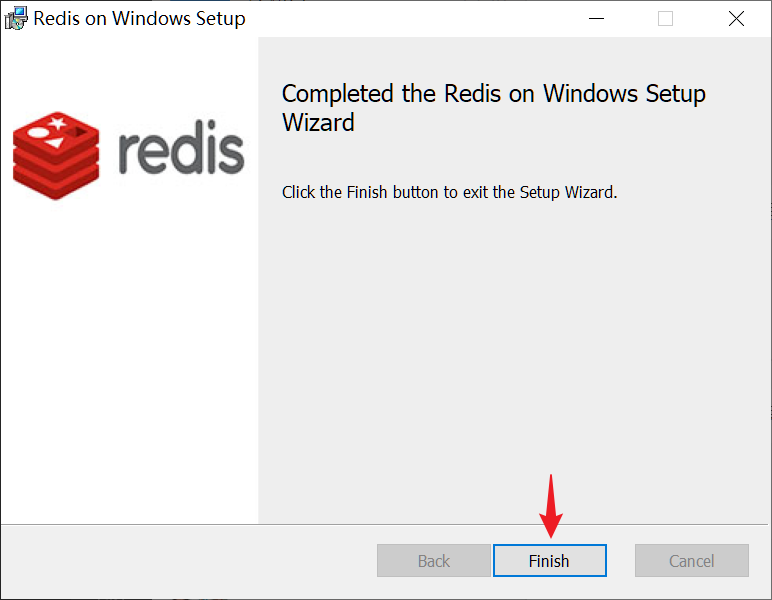 Redis on Windows Setup
redis
Completed the Redis on Windows Setup
Wizard
Click the Finish button to exit the Setup Wizard.
Back
Finish
Cancel